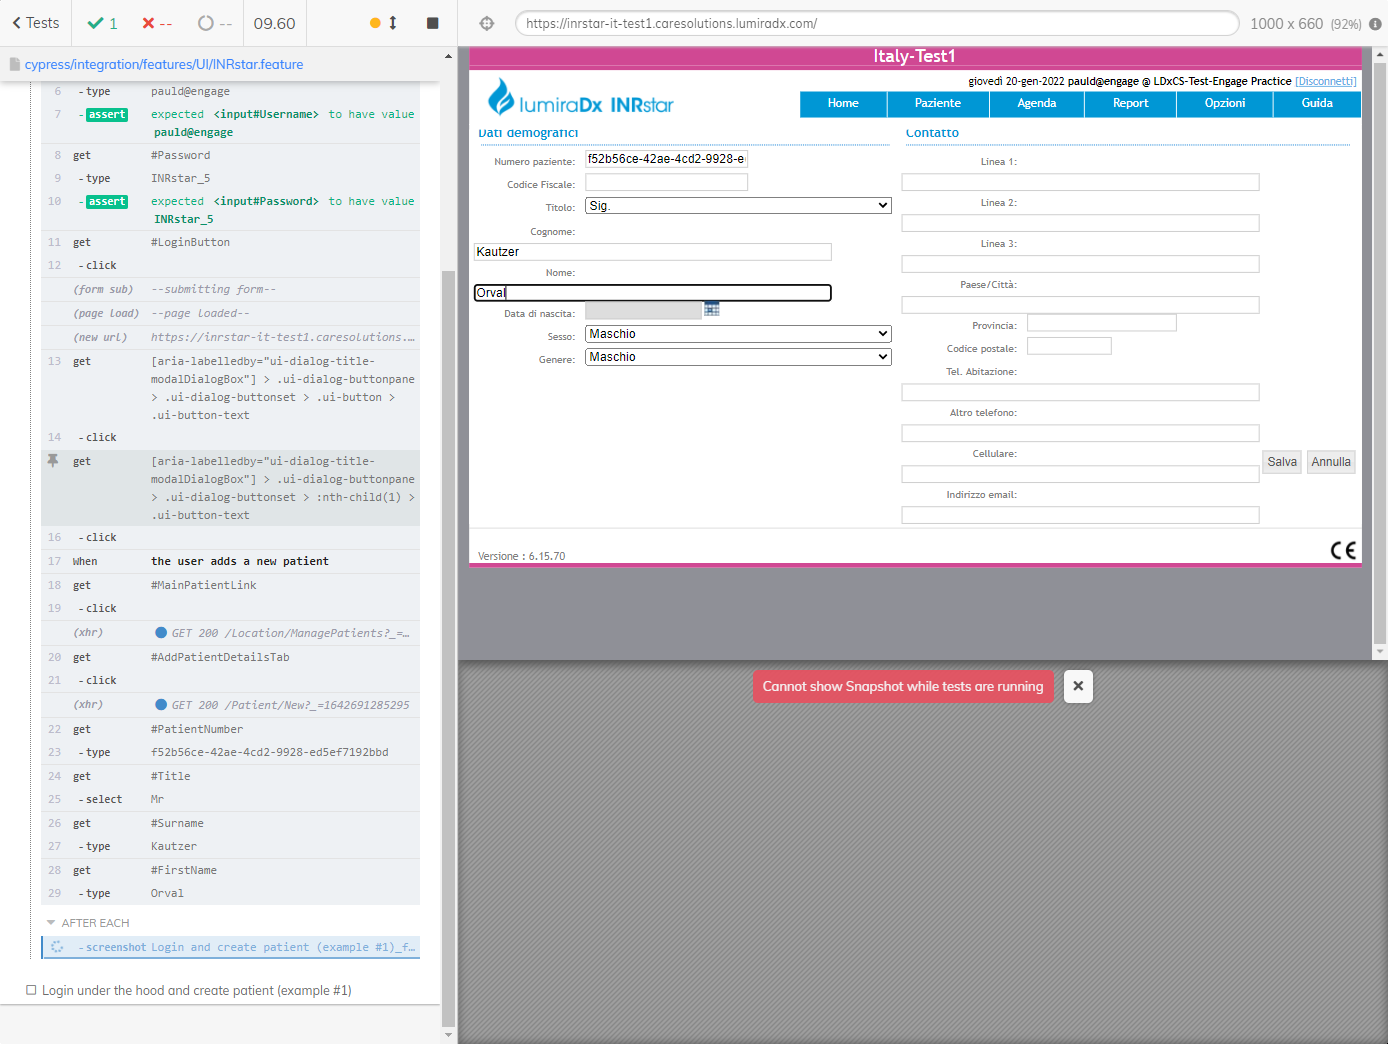 Tests
1
--
--
09.60
https://inrstar-it-test1.caresolutions.lumiradx.com/
1000 x 660 (92%)
cypress/integration/features/UI/INRstar.feature
6 -type pauld@engage
7 -assert expected <input#Username> to have value
pauld@engage
8 get #Password
9 -type INRstar_5
10 -assert expected <input#Password> to have value
INRstar_5
11 get #LoginButton
12 -click
(form sub) --submitting form--
(page load) --page loaded--
(new url) https://inrstar-it-test1.caresolutions....
13 get [aria-labelledby="ui-dialog-title-
modalDialogBox"] > .ui-dialog-buttonpane
> .ui-dialog-buttonset > .ui-button >
.ui-button-text
14 -click
get [aria-labelledby="ui-dialog-title-
modalDialogBox"] > .ui-dialog-buttonpane
> .ui-dialog-buttonset > :nth-child(1) >
.ui-button-text
16 -click
17 When the user adds a new patient
18 get #MainPatientLink
19 -click
(xhr) GET 200 /Location/ManagePatients?_=...
20 get #AddPatientDetailsTab
21 -click
(xhr) GET 200 /Patient/New?_=1642691285295
22 get #PatientNumber
23 -type f52b56ce-42ae-4cd2-9928-ed5ef7192bbd
24 get #Title
25 -select Mr
26 get #Surname
27 -type Kautzer
28 get #FirstName
29 -type Orval
AFTER EACH
-screenshot Login and create patient (example #1)_f...
Login under the hood and create patient (example #1)
Italy-Test1
giovedì 20-gen-2022 pauld@engage @ LDxCS-Test-Engage Practice [Disconnetti]
lumiraDx INRstar
Home Paziente Agenda Report Opzioni Guida
Dati demografici
Numero paziente: f52b56ce-42ae-4cd2-9928-e
Codice Fiscale:
Titolo: Sig.
Cognome:
Kautzer
Nome:
Orval
Data di nascita:
Sesso: Maschio
Genere: Maschio
Contatto
Linea 1:
Linea 2:
Linea 3:
Paese/Città:
Provincia:
Codice postale:
Tel. Abitazione:
Altro telefono:
Cellulare:
Indirizzo email:
Salva Annulla
Versione : 6.15.70
CE
Cannot show Snapshot while tests are running